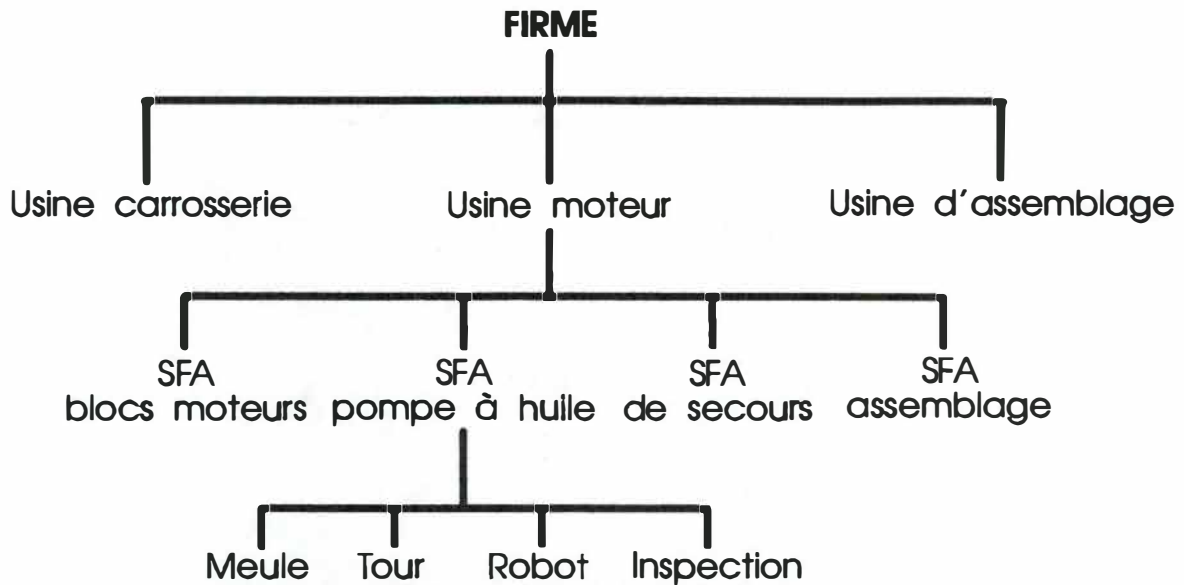 FIRME
Usine carrosserie Usine moteur Usine d'assemblage
SFA SFA SFA SFA
blocs moteurs pompe à huile de secours assemblage
Meule Tour Robot Inspection